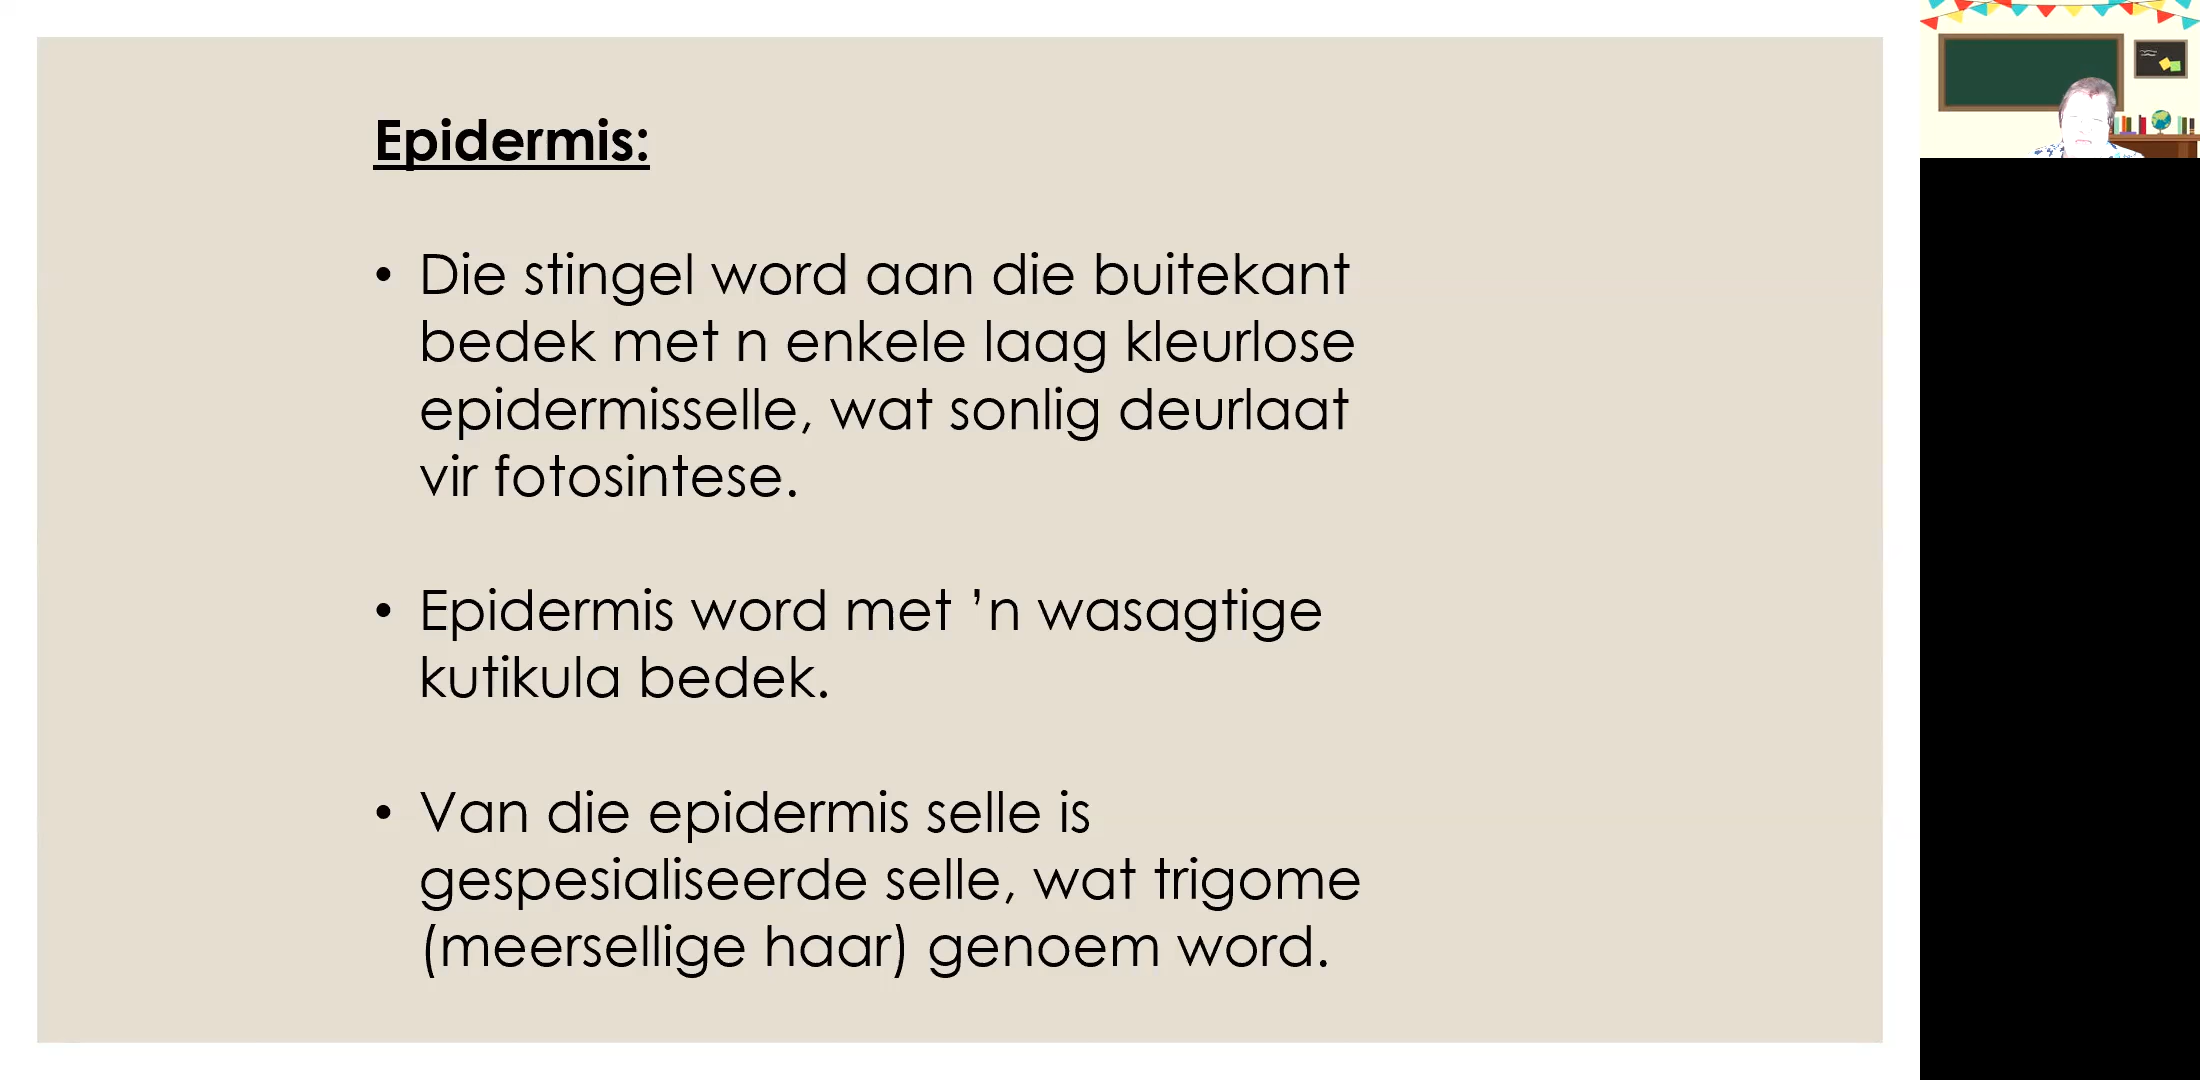 Epidermis:
• Die stingel word aan die buitekant
bedek met n enkele laag kleurlose
epidermisselle, wat sonlig deurlaat
vir fotosintese.
• Epidermis word met ’n wasagtige
kutikula bedek.
• Van die epidermis selle is
gespesialiseerde selle, wat trigome
(meersellige haar) genoem word.